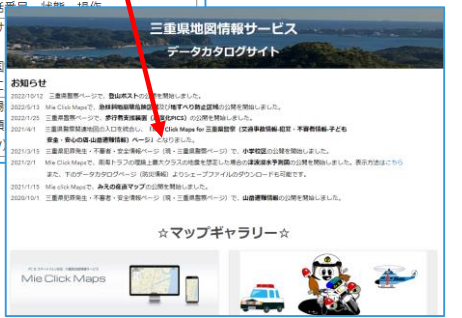 番号 状態 操作
三重県地図情報サービス
データカタログサイト
お知らせ
2022/10/12 三重県警察ページで、登山ポストの公開を開始しました。
2022/5/13 Mie Click Mapsで、急傾斜地崩壊危険区域及び地すべり防止区域の公開を開始しました。
2022/1/25 三重県警察ページで、歩行者支援装置（高度化PICS）の公開を開始しました。
2021/4/1 三重県警察関連地図の入口を統合し、「Mie Click Maps for 三重県警察（交通事故情報・犯罪・不審者情報・子ども
安全・安心の店・山岳遭難情報）ページ」となりました。
2021/3/15 三重県犯罪発生・不審者・安全情報ページ（現・三重県警察ページ）で、小学校区の公開を開始しました。
2021/2/1 Mie Click Mapsで、南海トラフの理論上最大クラスの地震を想定した場合の津波浸水予測図の公開を開始しました。表示方法はこちら
また、下のデータカタログページ（防災情報）よりシェープファイルのダウンロードも可能です。
2021/1/15 Mie click Mapsで、みえの産直マップの公開を開始しました。
2020/10/1 三重県犯罪発生・不審者・安全情報ページ（現・三重県警察ページ）で、山岳遭難情報の公開を開始しました。
☆マップギャラリー☆
Mie Click Maps